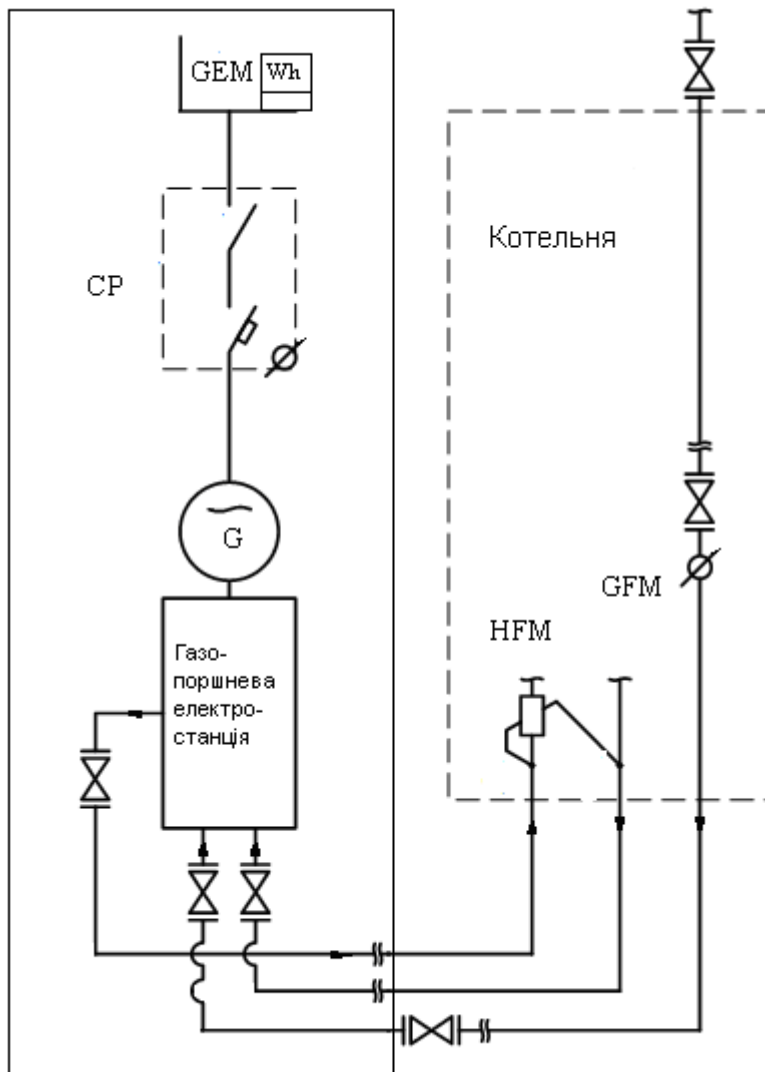 GEM
Wh
Котельня
CP
G
GFM
HFM
Газо-
поршнева
електро-
станція